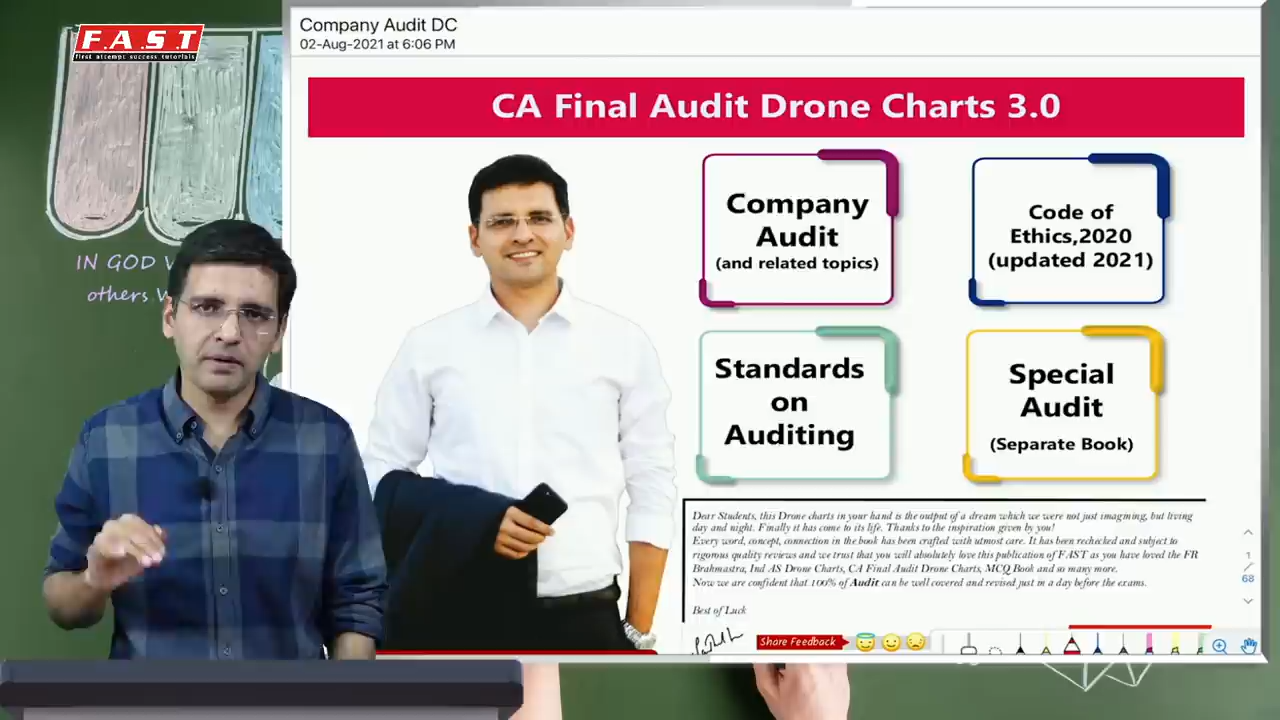 F.A.S.T
first attempt success tutorials
IN GOD
others
Company Audit DC
02-Aug-2021 at 6:06 PM
CA Final Audit Drone Charts 3.0
Company
Audit
(and related topics)
Code of
Ethics,2020
(updated 2021)
Standards
on
Auditing
Special
Audit
(Separate Book)
Dear Students, this Drone charts in your hand is the output of a dream which we were not just imagining, but living
day and night. Finally it has come to its life. Thanks to the inspiration given by you!
Every word, concept, connection in the book has been crafted with utmost care. It has been rechecked and subject to
rigorous quality reviews and we trust that you will absolutely love this publication of FAST as you have loved the FR
Brahmastra, Ind AS Drone Charts, CA Final Audit Drone Charts, MCQ Book and so many more.
Now we are confident that 100% of Audit can be well covered and revised just in a day before the exams.
Best of Luck
1
/
68
Share Feedback